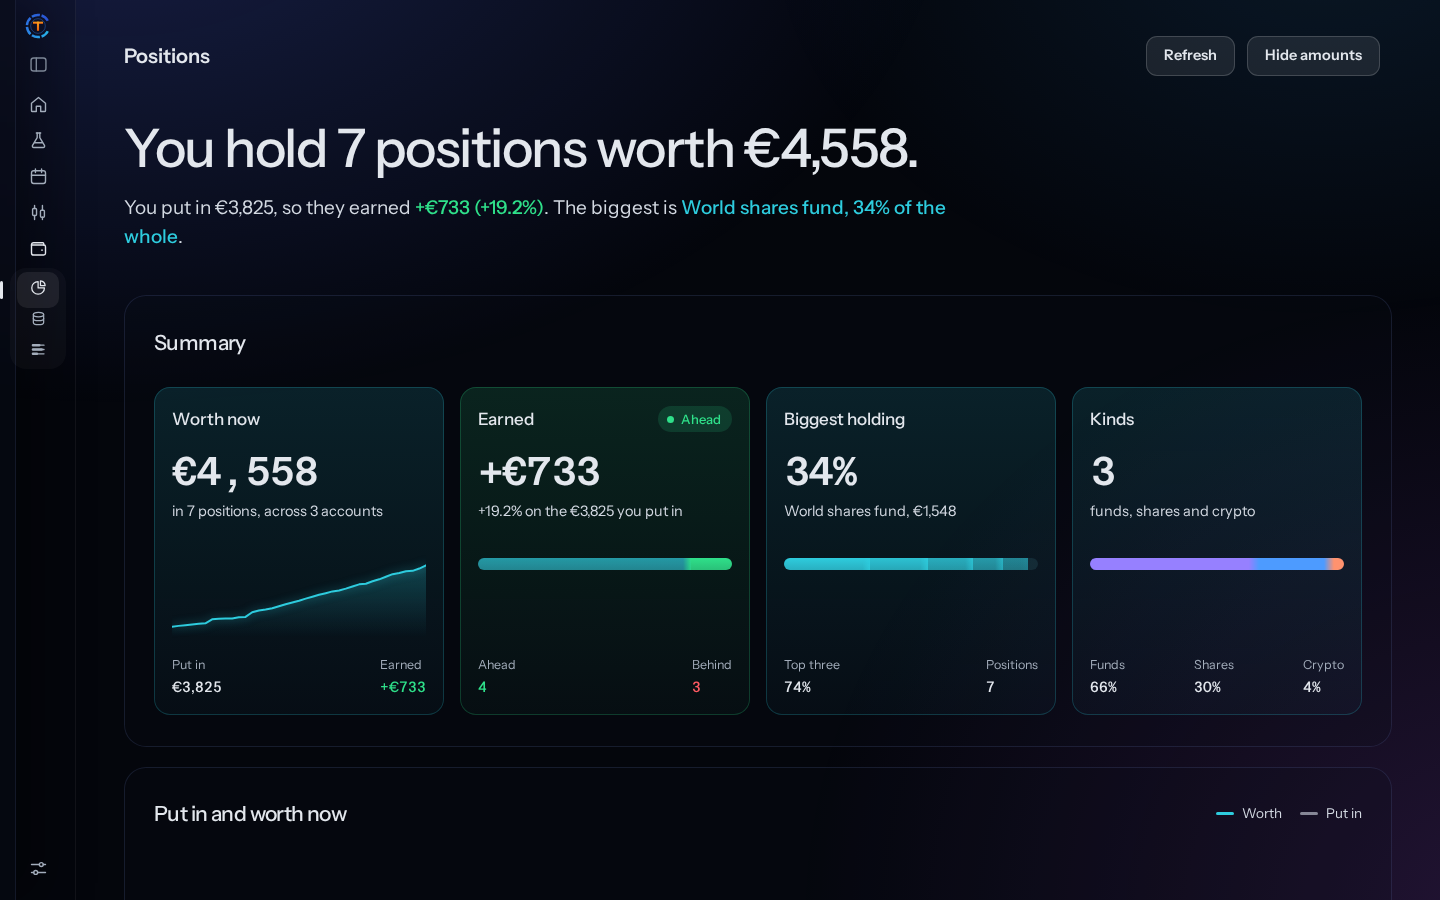 T
Positions
Refresh
Hide amounts
You hold 7 positions worth €4,558.
You put in €3,825, so they earned +€733 (+19.2%). The biggest is World shares fund, 34% of the
whole.
Summary
Worth now
€4,558
in 7 positions, across 3 accounts
Put in
Earned
€3,825
+€733
Earned
Ahead
+€733
+19.2% on the €3,825 you put in
Ahead
Behind
4
3
Biggest holding
34%
World shares fund, €1,548
Top three
Positions
74%
7
Kinds
3
funds, shares and crypto
Funds
Shares
Crypto
66%
30%
4%
Put in and worth now
Worth
Put in